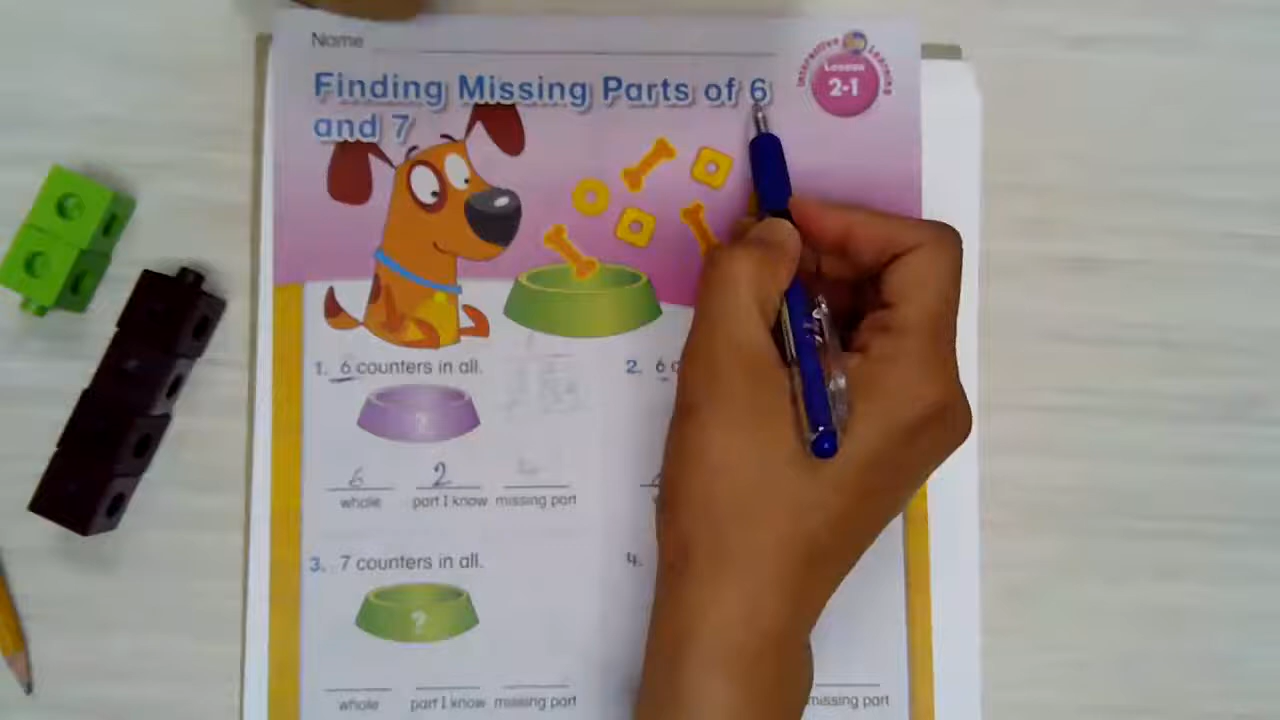 Name
Finding Missing Parts of 6
and 7
Interactive Learning
Lesson
2-1
1. 6 counters in all.
2. 6
?
6 2
whole part I know missing part
3. 7 counters in all.
4.
?
whole part I know missing part
missing part